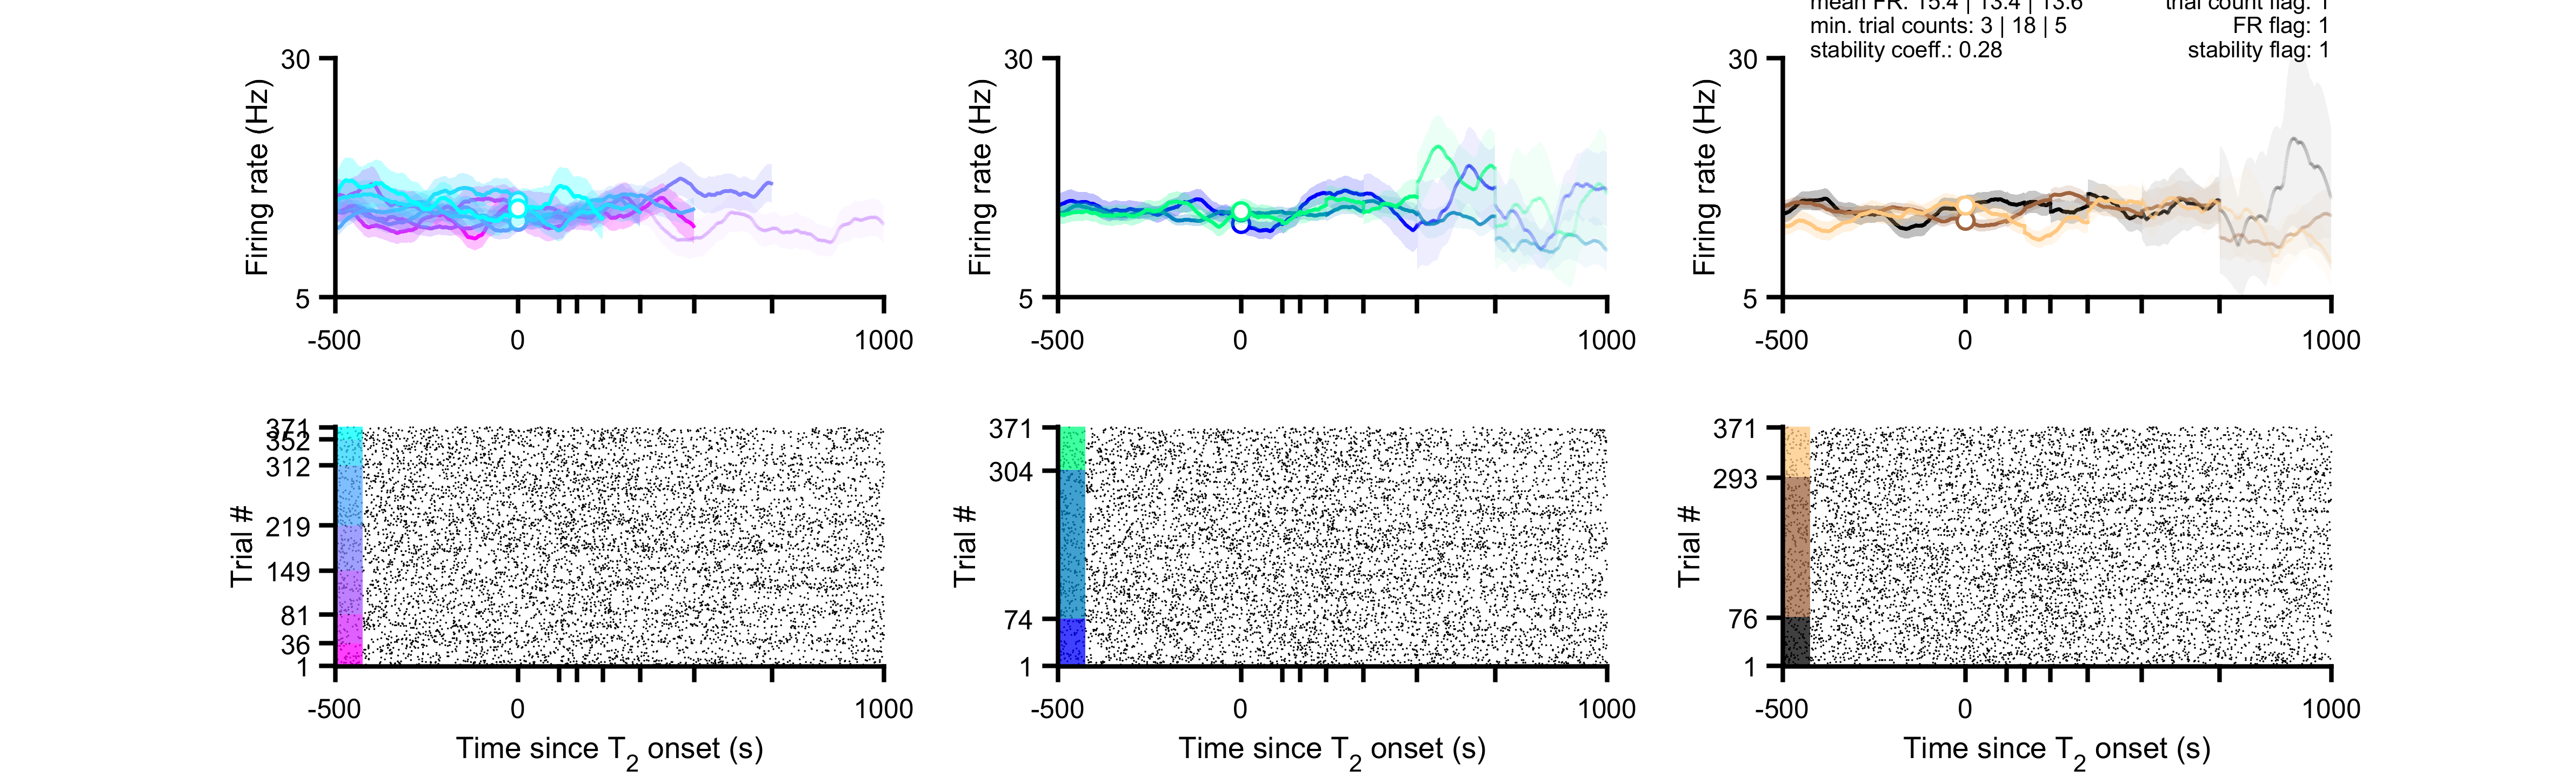 mean FR: 15.4 | 13.4 | 13.6 trial count flag: 1
min. trial counts: 3 | 18 | 5 FR flag: 1
stability coeff.: 0.28 stability flag: 1
30 30 30
Firing rate (Hz) Firing rate (Hz) Firing rate (Hz)
5 5 5
-500 0 1000 -500 0 1000 -500 0 1000
371 371 371
352
312 304 293
Trial # Trial # Trial #
219
149
81 74 76
36
1 1 1
-500 0 1000 -500 0 1000 -500 0 1000
Time since T2 onset (s) Time since T2 onset (s) Time since T2 onset (s)